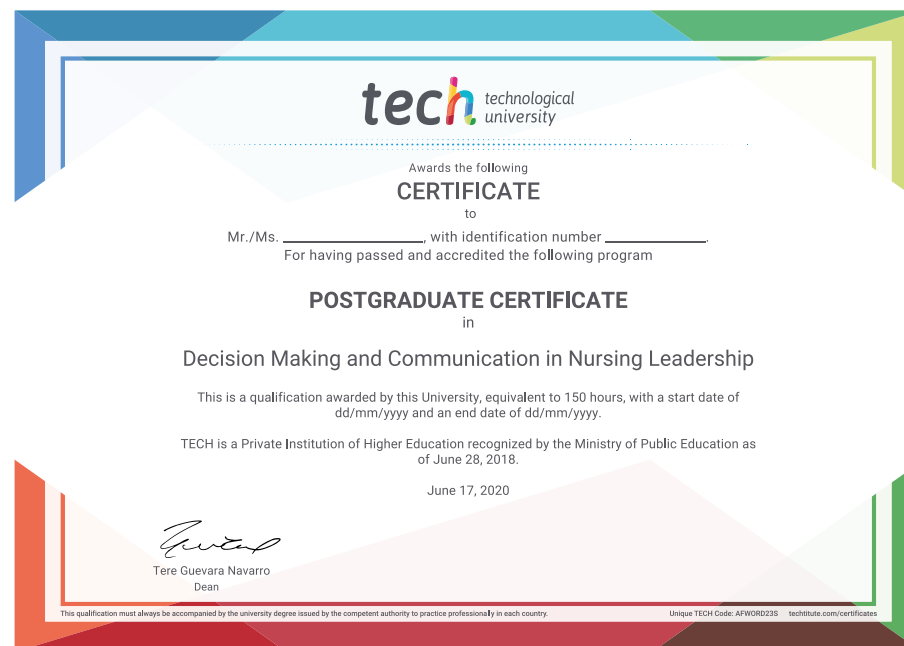 tech technological
university
Awards the following
CERTIFICATE
to
Mr./Ms. ____________________, with identification number ______________.
For having passed and accredited the following program
POSTGRADUATE CERTIFICATE
in
Decision Making and Communication in Nursing Leadership
This is a qualification awarded by this University, equivalent to 150 hours, with a start date of
dd/mm/yyyy and an end date of dd/mm/yyyy.
TECH is a Private Institution of Higher Education recognized by the Ministry of Public Education as
of June 28, 2018.
June 17, 2020
Tere Guevara Navarro
Dean
This qualification must always be accompanied by the university degree issued by the competent authority to practice professionally in each country. Unique TECH Code: AFWORD23S techtitute.com/certificates